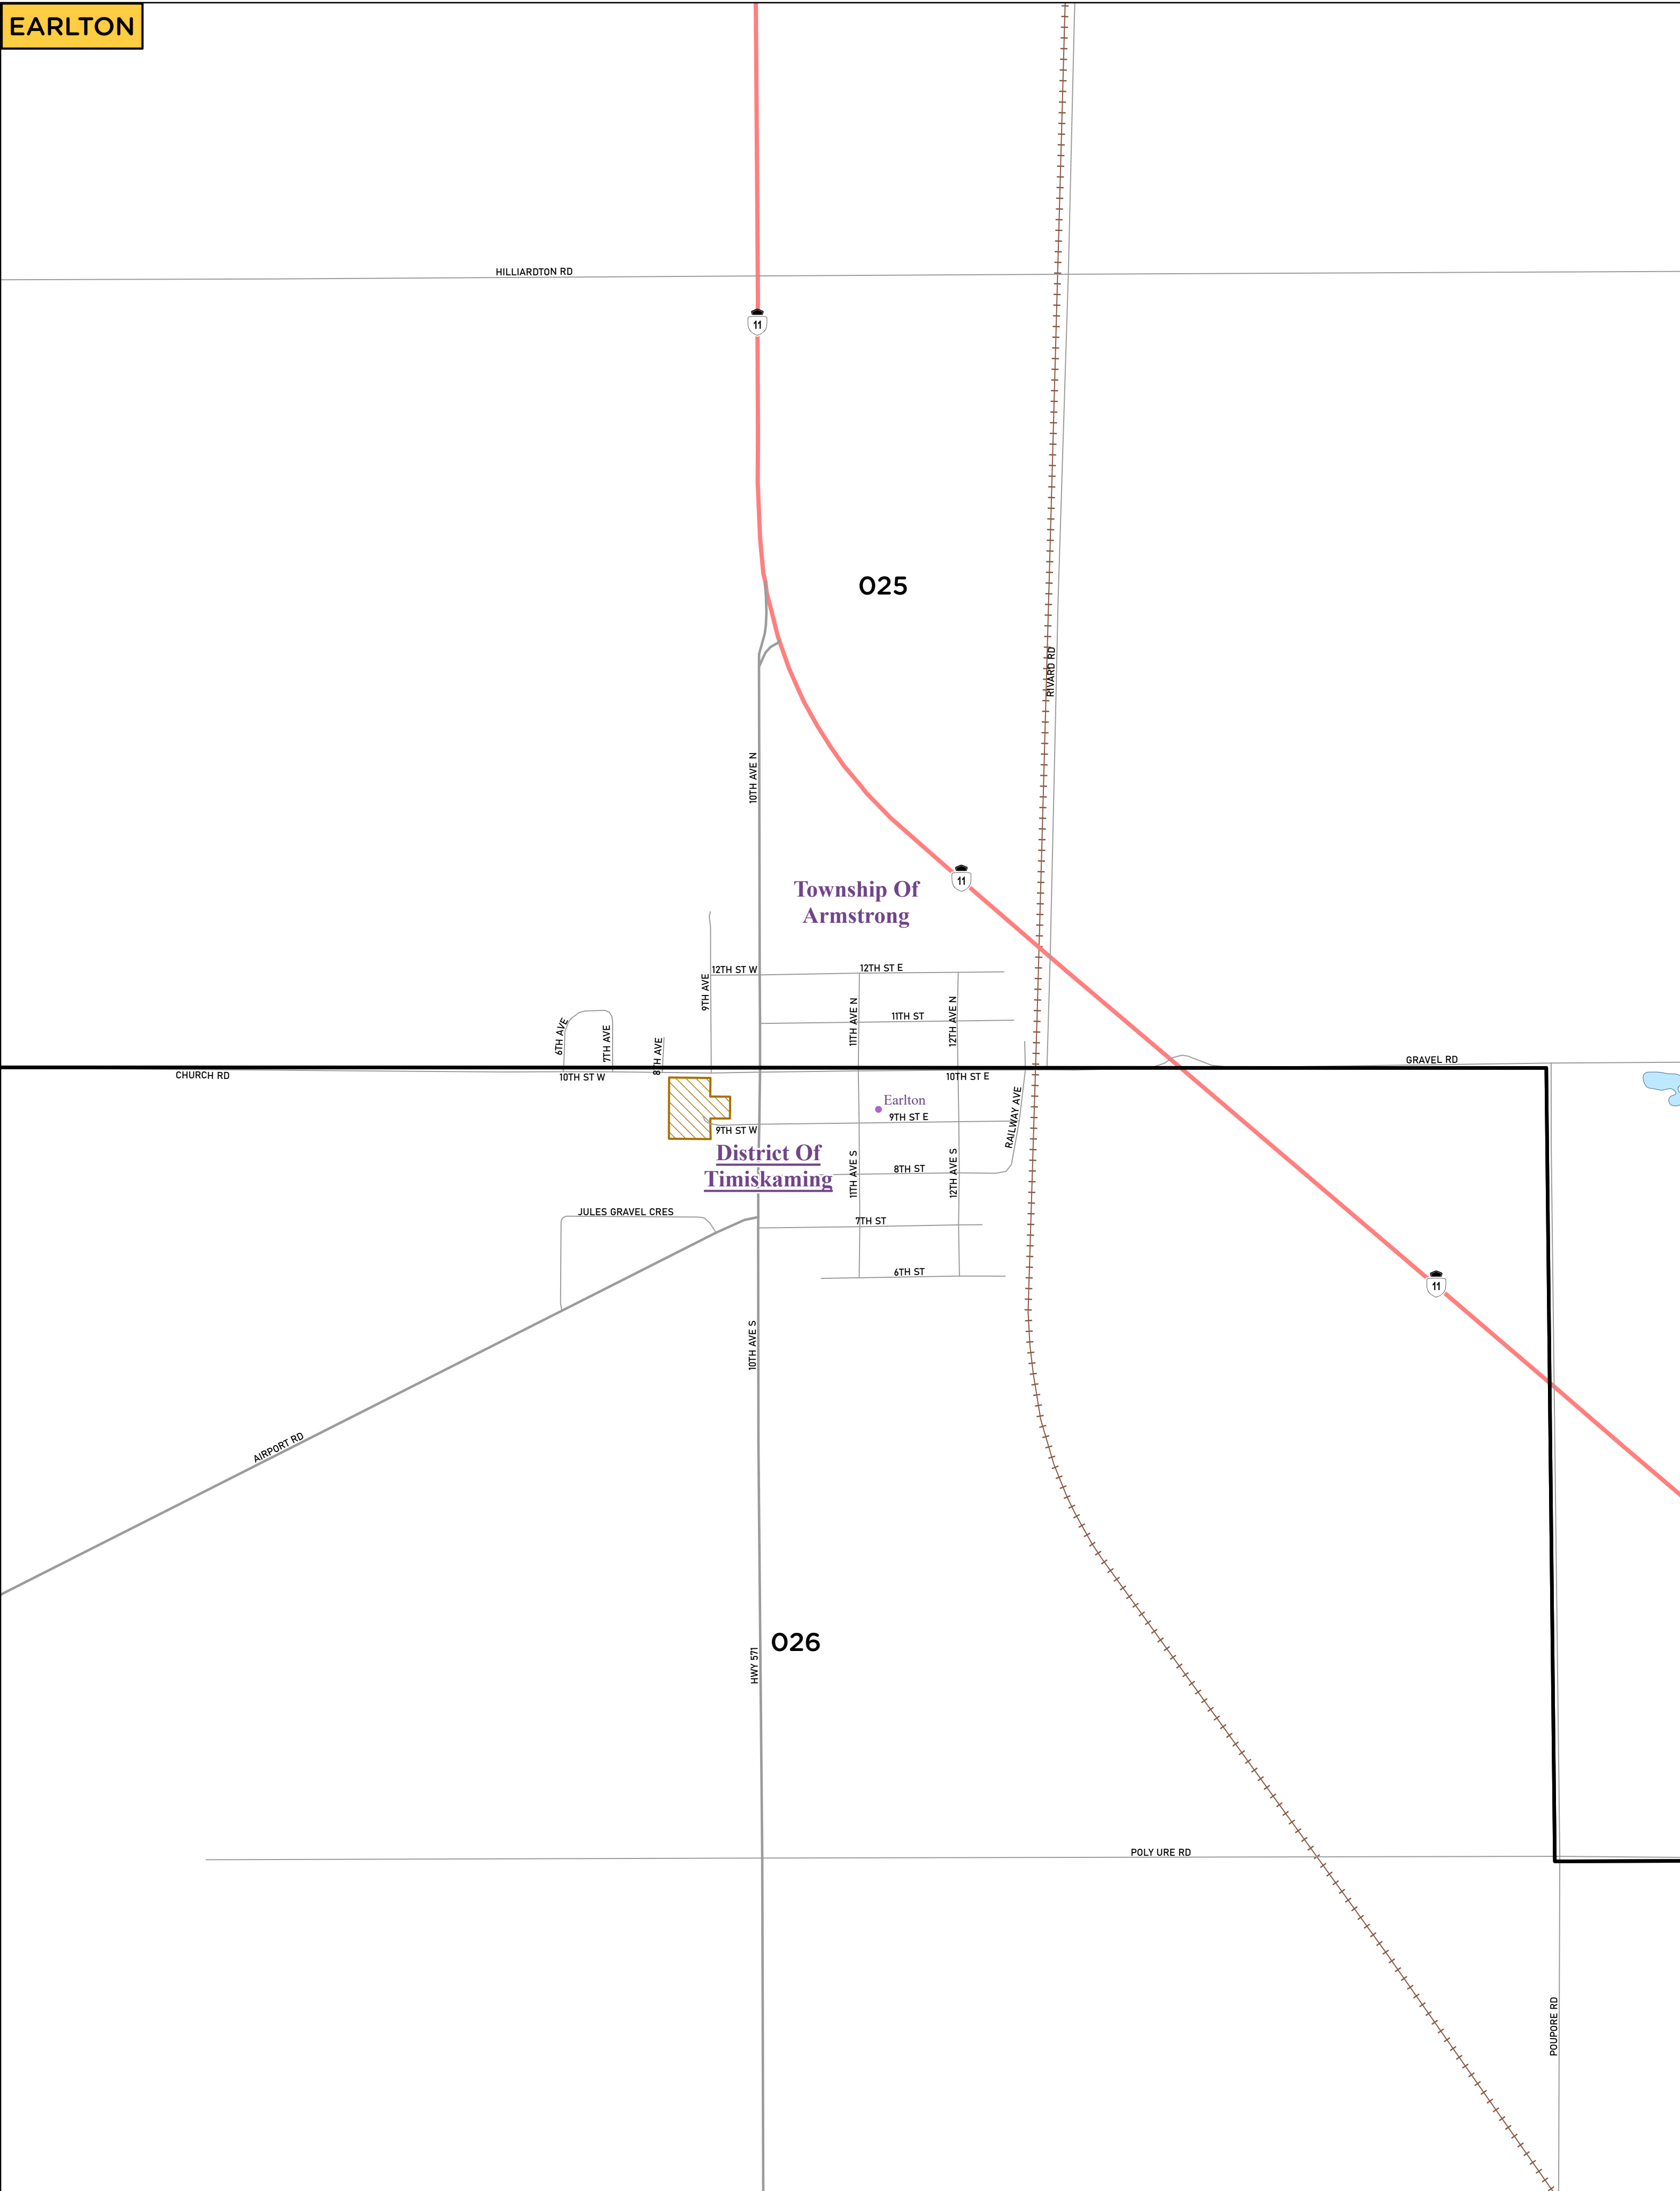 EARLTON
HILLIARDTON RD
11
025
RIVARD RD
10TH AVE N
11
Township Of
Armstrong
12TH ST W
12TH ST E
9TH AVE
11TH AVE N
12TH AVE N
11TH ST
6TH AVE
7TH AVE
8TH AVE
GRAVEL RD
CHURCH RD
10TH ST W
10TH ST E
Earlton
9TH ST E
RAILWAY AVE
9TH ST W
District Of
Timiskaming
11TH AVE S
12TH AVE S
8TH ST
JULES GRAVEL CRES
7TH ST
6TH ST
11
10TH AVE S
AIRPORT RD
026
HWY 571
POLY URE RD
POUPORE RD